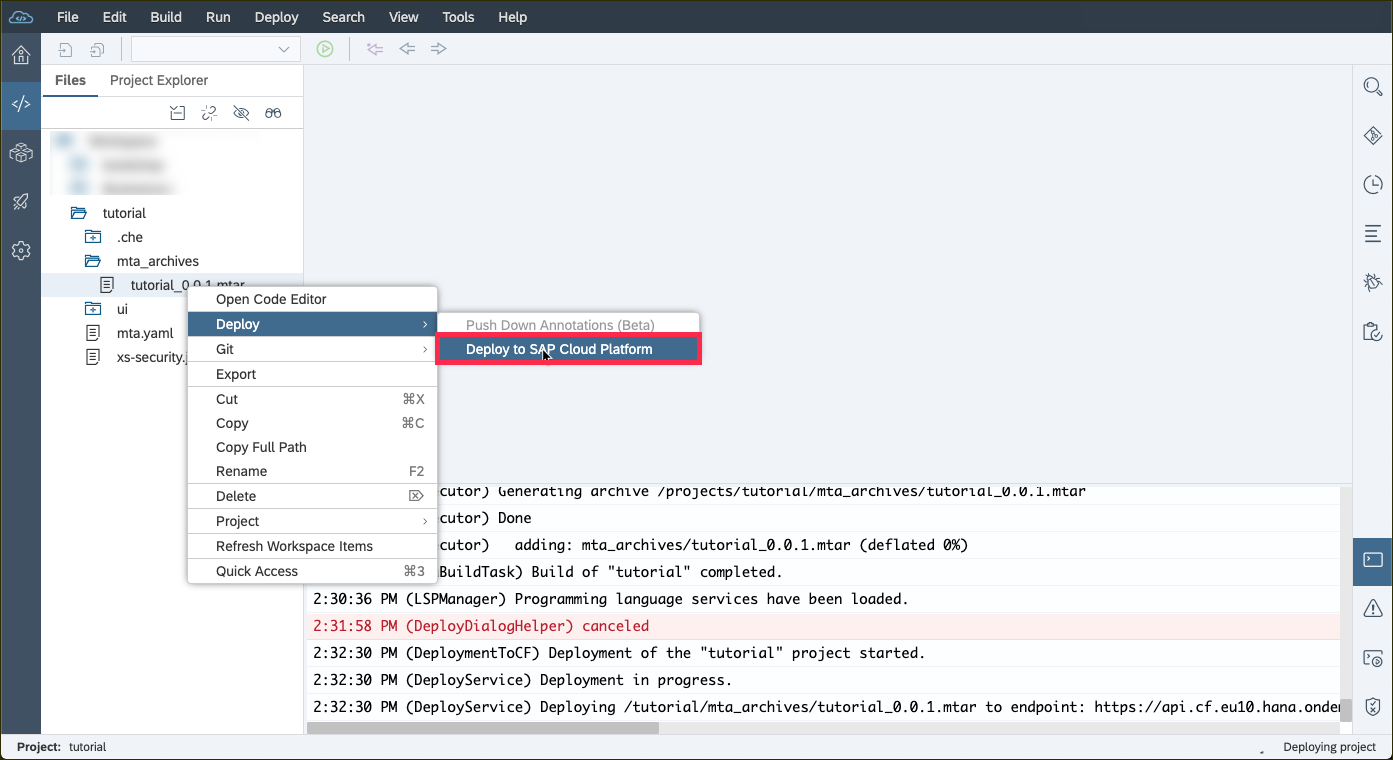 File Edit Build Run Deploy Search View Tools Help
Files Project Explorer
tutorial
.che
mta_archives
tutorial_0.0.1.mtar
ui
mta.yaml
xs-security.j
Open Code Editor
Deploy
Git
Export
Cut ⌘X
Copy ⌘C
Copy Full Path
Rename F2
Delete ⌦
Project
Refresh Workspace Items
Quick Access ⌘3
Push Down Annotations (Beta)
Deploy to SAP Cloud Platform
cutor) Generating archive /projects/tutorial/mta_archives/tutorial_0.0.1.mtar
cutor) Done
cutor) adding: mta_archives/tutorial_0.0.1.mtar (deflated 0%)
BuildTask) Build of "tutorial" completed.
2:30:36 PM (LSPManager) Programming language services have been loaded.
2:31:58 PM (DeployDialogHelper) canceled
2:32:30 PM (DeploymentToCF) Deployment of the "tutorial" project started.
2:32:30 PM (DeployService) Deployment in progress.
2:32:30 PM (DeployService) Deploying /tutorial/mta_archives/tutorial_0.0.1.mtar to endpoint: https://api.cf.eu10.hana.onde
Project: tutorial
Deploying project